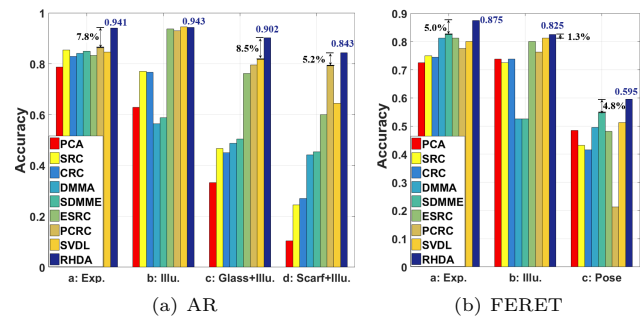 0.941
7.8%
0.943
0.902
8.5%
0.843
5.2%
Accuracy
1
0.8
0.6
0.4
0.2
0
PCA
SRC
CRC
DMMA
SDMME
ESRC
PCRC
SVDL
RHDA
a: Exp.
b: Illu.
c: Glass+Illu.
d: Scarf+Illu.
(a) AR
0.875
5.0%
0.825
1.3%
0.595
4.8%
Accuracy
0.9
0.8
0.7
0.6
0.5
0.4
0.3
0.2
0.1
0
PCA
SRC
CRC
DMMA
SDMME
ESRC
PCRC
SVDL
RHDA
a: Exp.
b: Illu.
c: Pose
(b) FERET